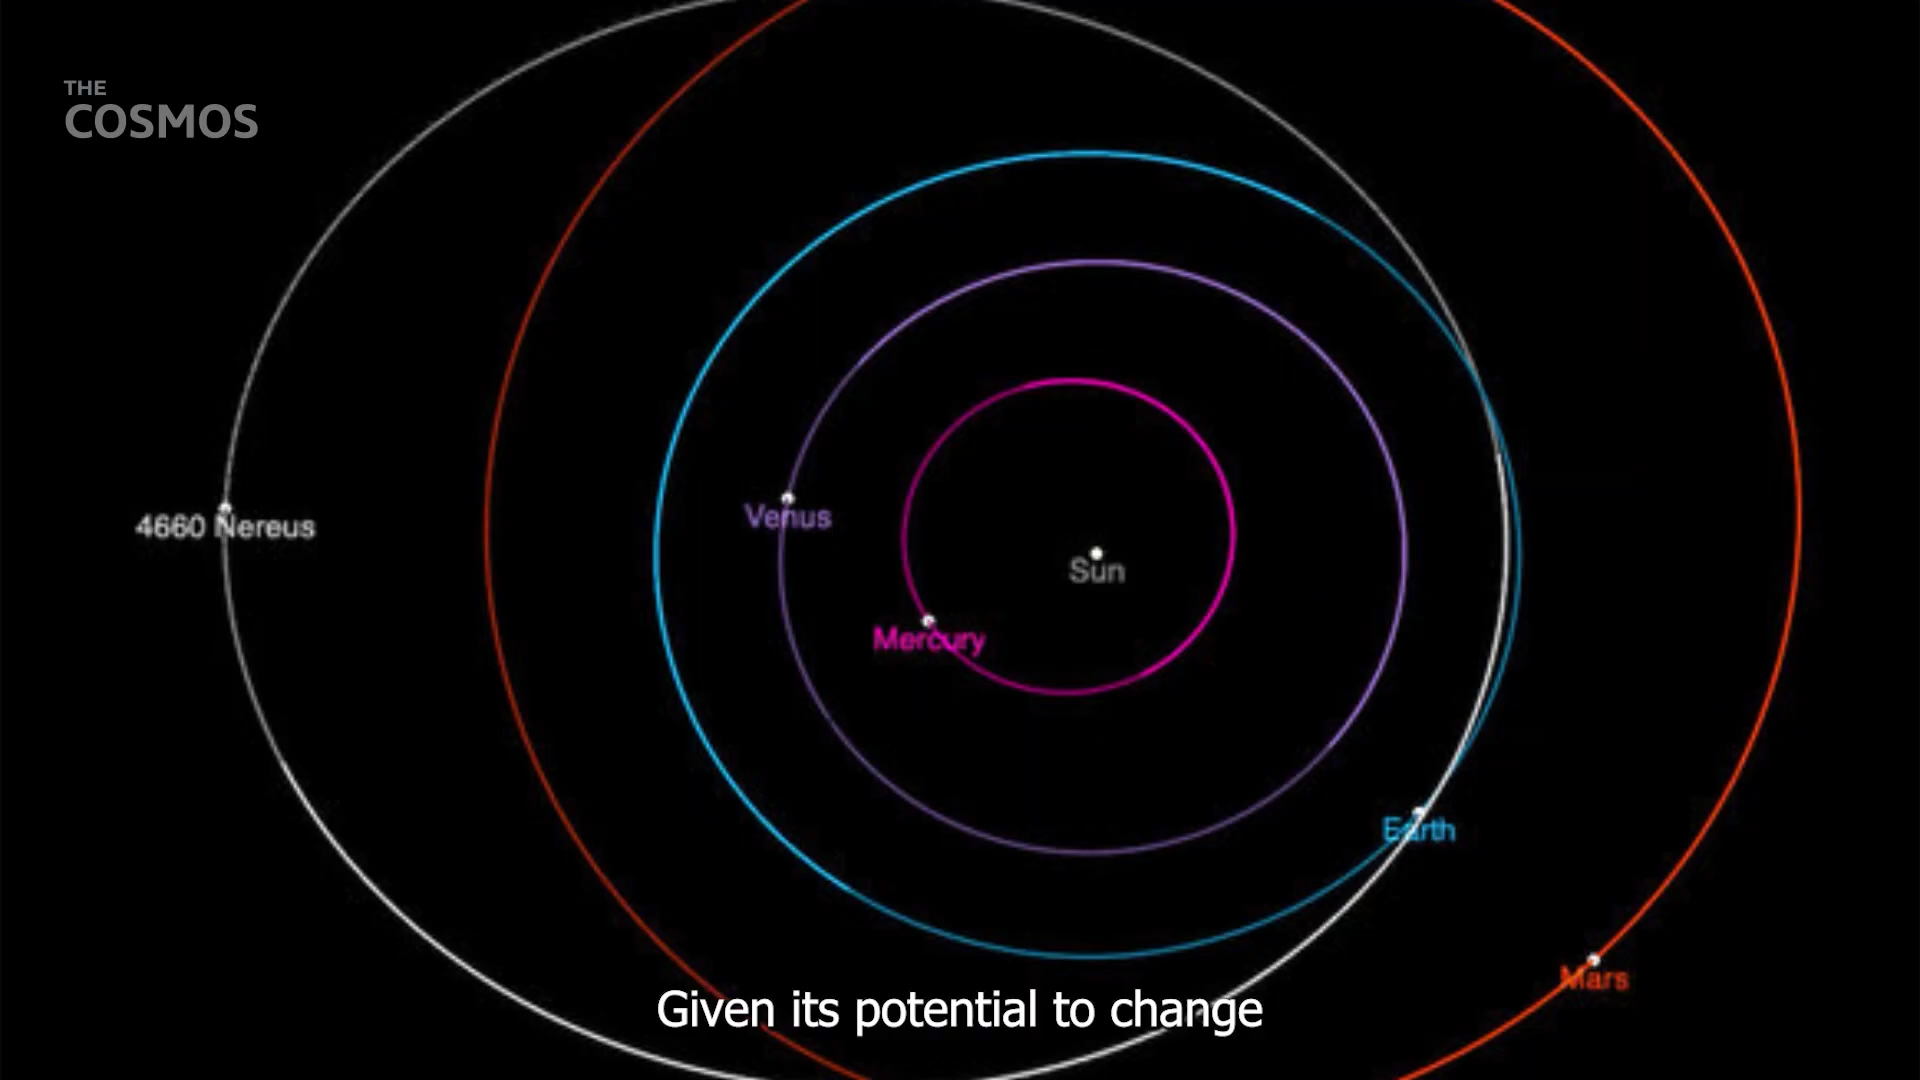 THE
COSMOS
4660 Nereus
Venus
Sun
Mercury
Earth
Mars
Given its potential to change